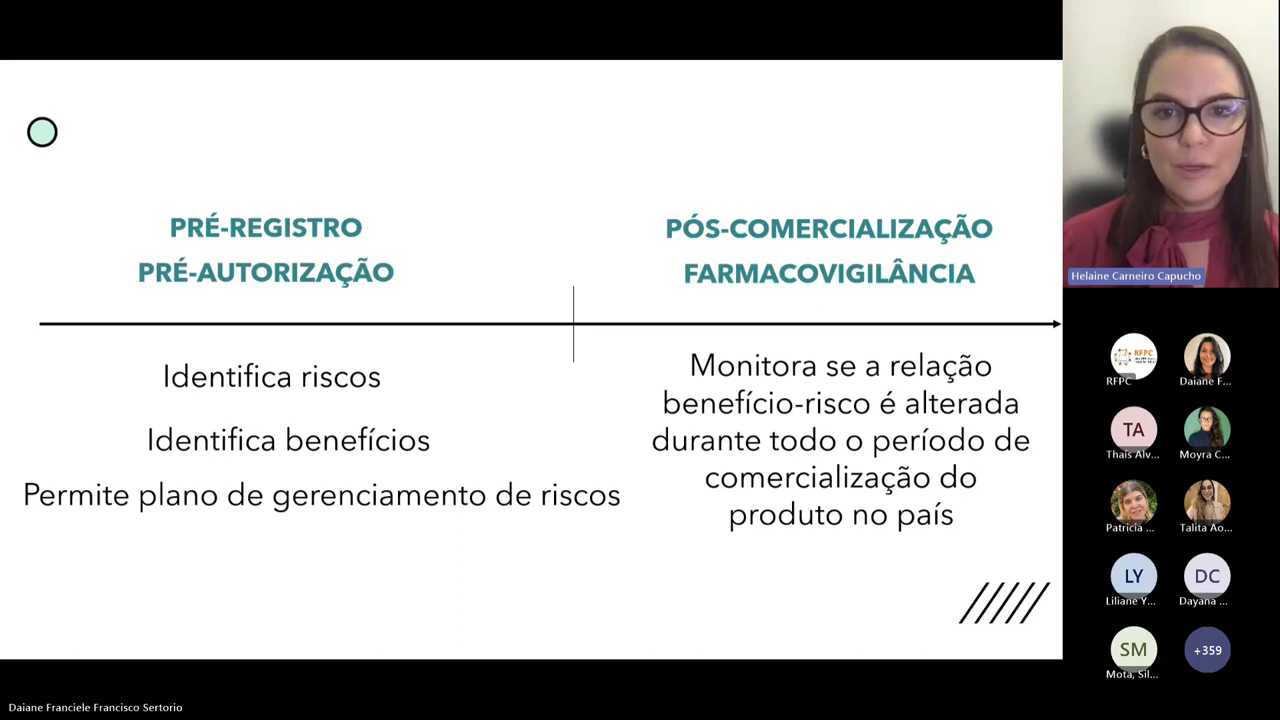 PRÉ-REGISTRO
PRÉ-AUTORIZAÇÃO
PÓS-COMERCIALIZAÇÃO
FARMACOVIGILÂNCIA
Identifica riscos
Identifica benefícios
Permite plano de gerenciamento de riscos
Monitora se a relação
benefício-risco é alterada
durante todo o período de
comercialização do
produto no país
Helaine Carneiro Capucho
RFPC
RFPC
Daiane F...
TA
Thais Alv...
Moyra C...
Patricia ...
Talita Ao...
LY
Liliane Y...
DC
Dayana ...
SM
Mota, Sil...
+359
Daiane Franciele Francisco Sertorio